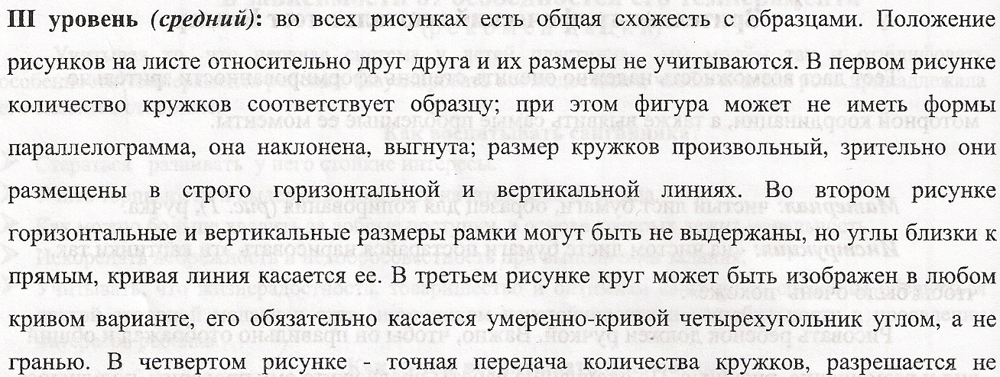 III уровень (средний): во всех рисунках есть общая схожесть с образцами. Положение
рисунков на листе относительно друг друга и их размеры не учитываются. В первом рисунке
количество кружков соответствует образцу; при этом фигура может не иметь формы
параллелограмма, она наклонена, выгнута; размер кружков произвольный, зрительно они
размещены в строго горизонтальной и вертикальной линиях. Во втором рисунке
горизонтальные и вертикальные размеры рамки могут быть не выдержаны, но углы близки к
прямым, кривая линия касается ее. В третьем рисунке круг может быть изображен в любом
кривом варианте, его обязательно касается умеренно-кривой четырехугольник углом, а не
гранью. В четвертом рисунке - точная передача количества кружков, разрешается не